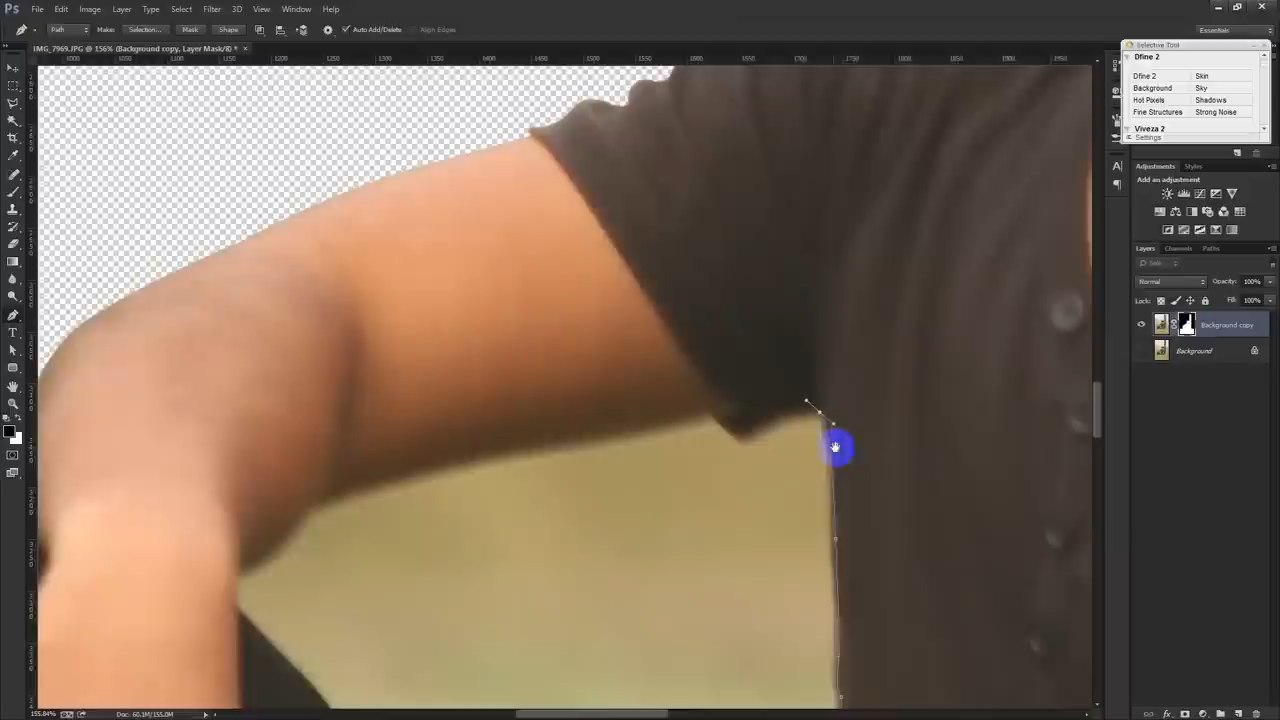 Ps File Edit Image Layer Type Select Filter 3D View Window Help
Path Make: Selection... Mask Shape Auto Add/Delete Align Edges Essentials
IMG_7969.JPG @ 156% (Background copy, Layer Mask/8) * ×
Selective Tool
Dfine 2
Dfine 2 Skin
Background Sky
Hot Pixels Shadows
Fine Structures Strong Noise
Viveza 2
Settings
Adjustments Styles
Add an adjustment
Layers Channels Paths
Normal Opacity: 100%
Lock: Fill: 100%
Background copy
Background
155.84% Doc: 60.1M/155.0M